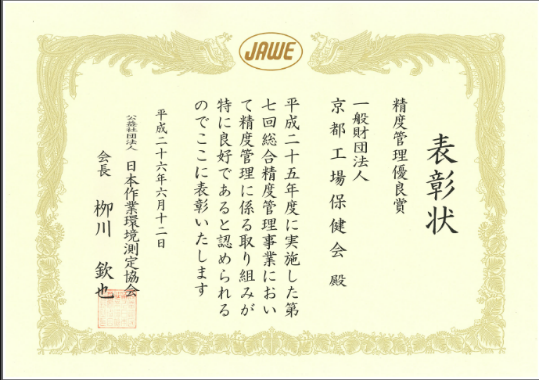 JAWE
表彰状
精度管理優良賞
一般財団法人
京都工場保健会 殿
平成二十五年度に実施した第
七回総合精度管理事業におい
て精度管理に係る取り組みが
特に良好であると認められる
のでここに表彰いたします
平成二十六年六月十二日
公益社団法人 日本作業環境測定協会
会長 栁川 欽也